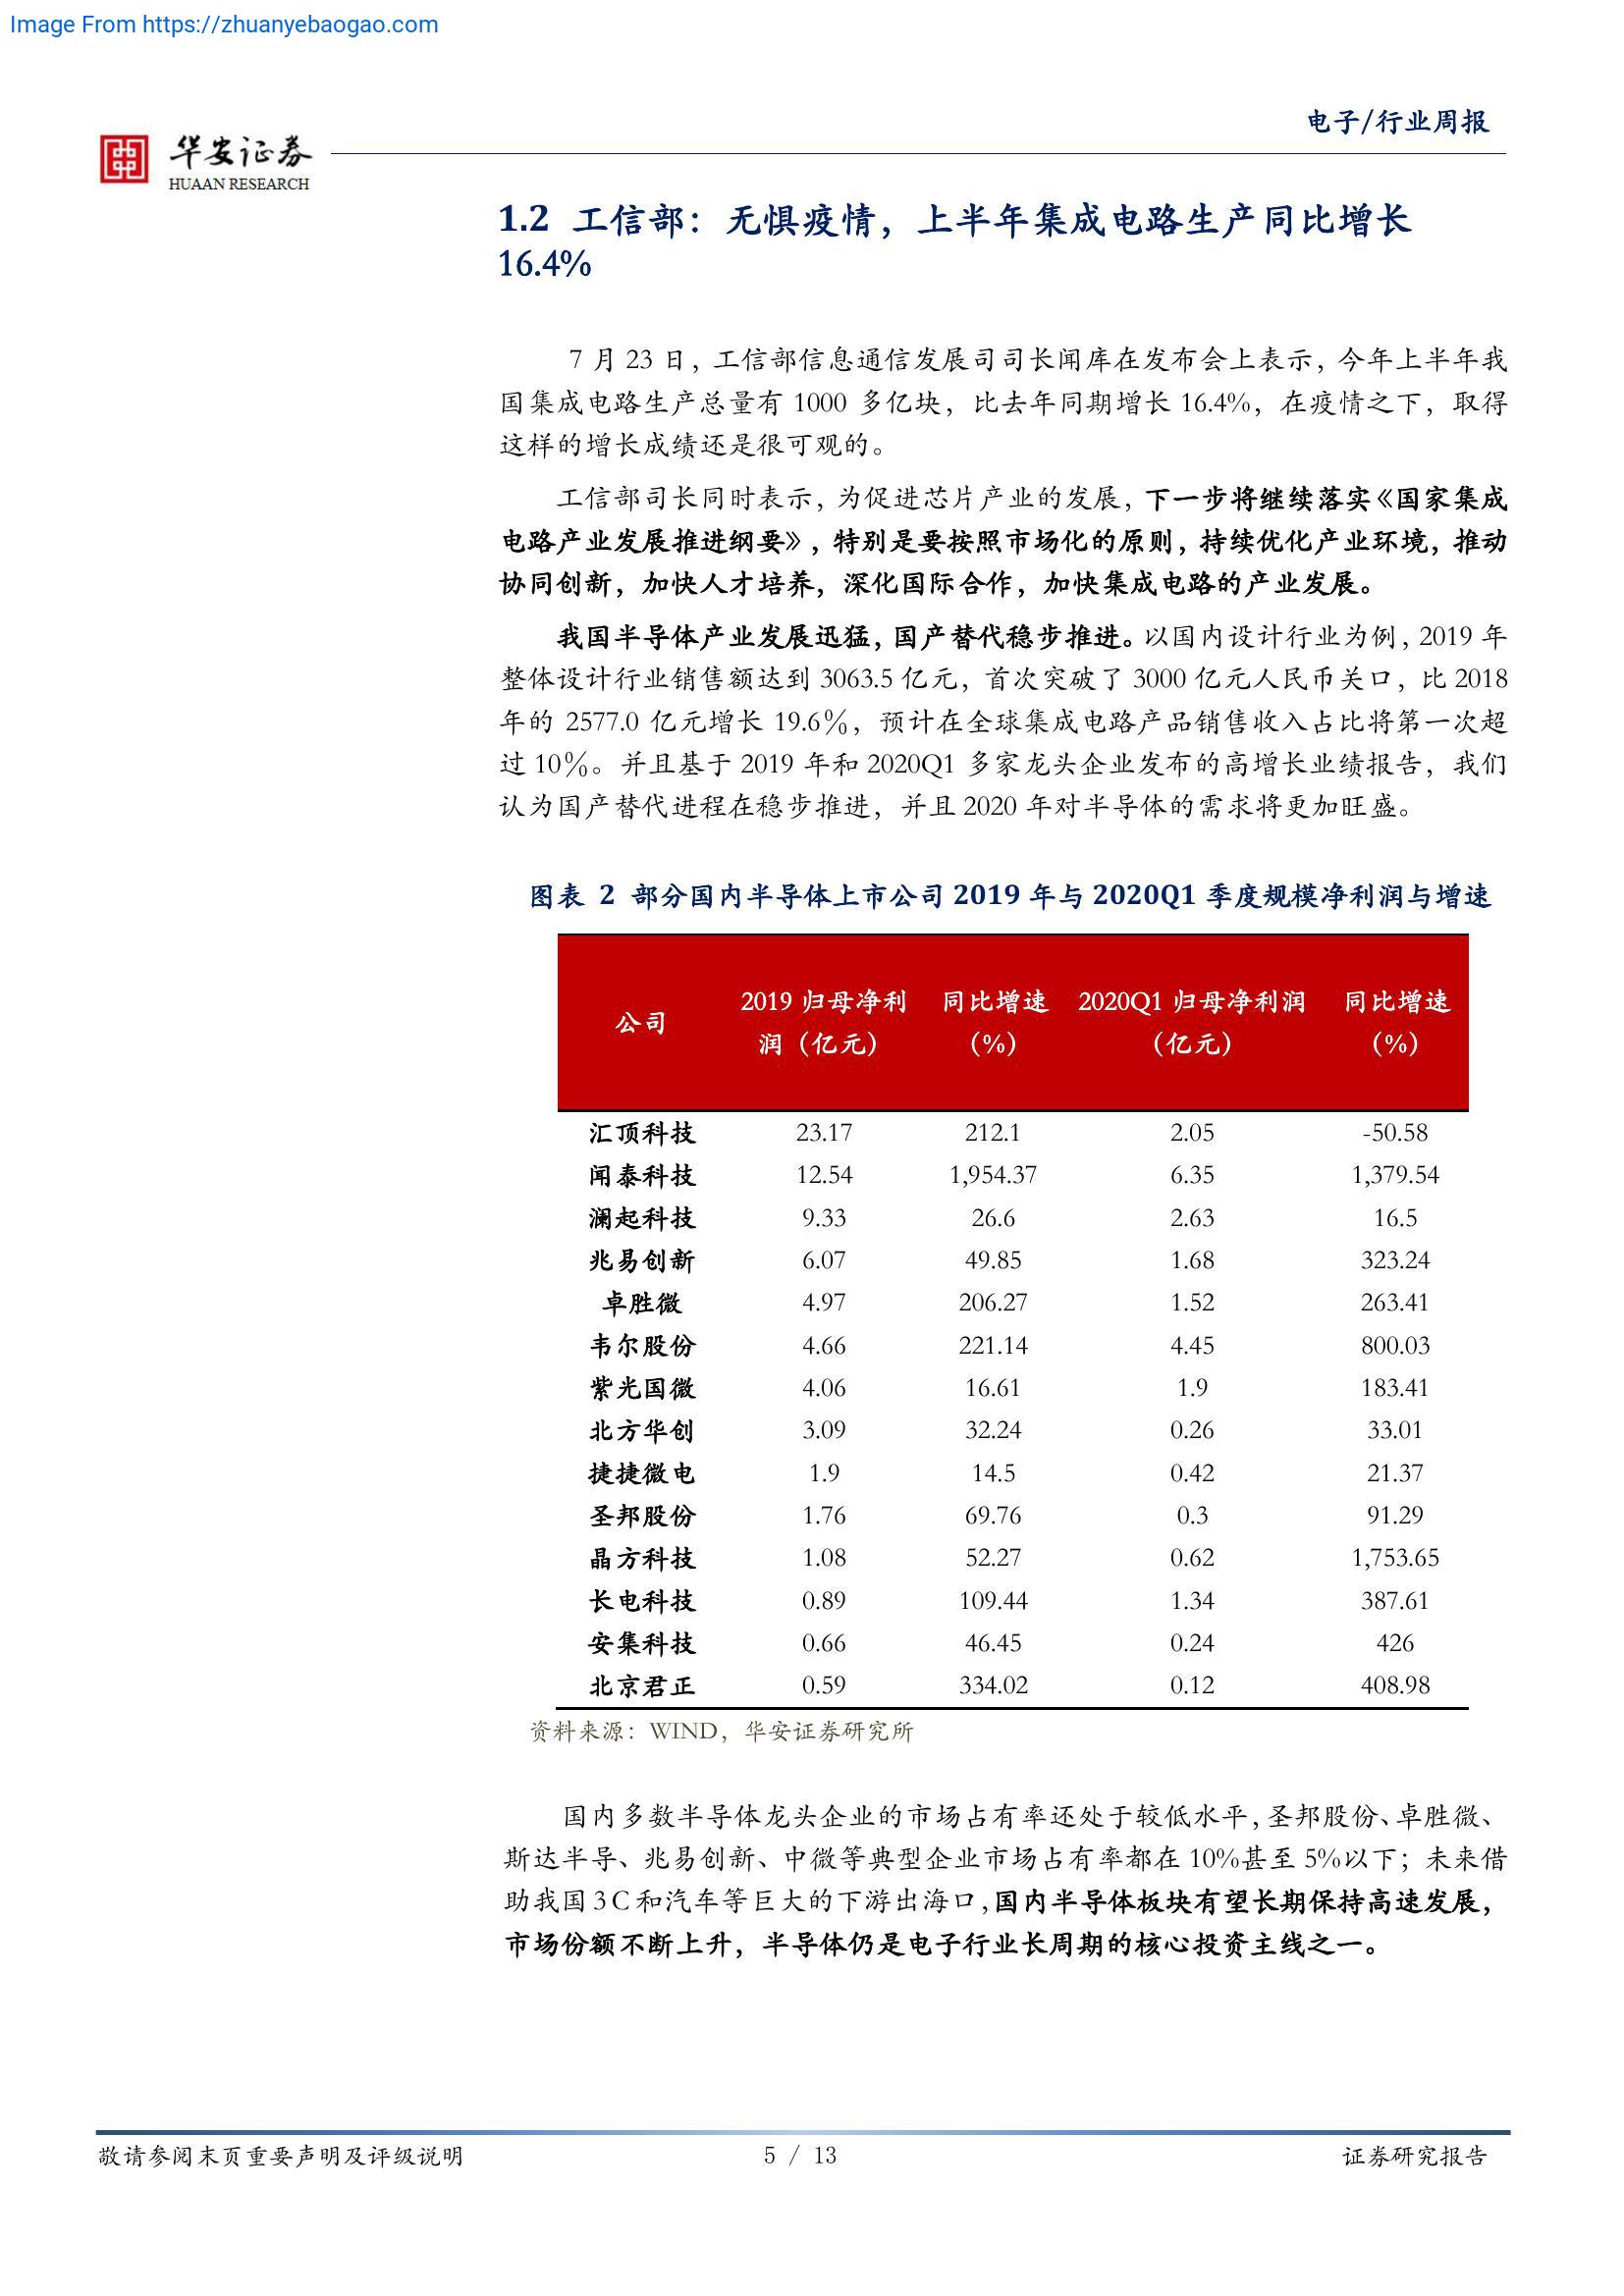 Image From https://zhuanyebaogao.com
电子/行业周报
华安证券
HUAAN RESEARCH
1.2 工信部：无惧疫情，上半年集成电路生产同比增长
16.4%
7 月 23 日，工信部信息通信发展司司长闻库在发布会上表示，今年上半年我
国集成电路生产总量有 1000 多亿块，比去年同期增长 16.4%，在疫情之下，取得
这样的增长成绩还是很可观的。
工信部司长同时表示，为促进芯片产业的发展，下一步将继续落实《国家集成
电路产业发展推进纲要》，特别是要按照市场化的原则，持续优化产业环境，推动
协同创新，加快人才培养，深化国际合作，加快集成电路的产业发展。
我国半导体产业发展迅猛，国产替代稳步推进。以国内设计行业为例，2019 年
整体设计行业销售额达到 3063.5 亿元，首次突破了 3000 亿元人民币关口，比 2018
年的 2577.0 亿元增长 19.6％，预计在全球集成电路产品销售收入占比将第一次超
过 10％。并且基于 2019 年和 2020Q1 多家龙头企业发布的高增长业绩报告，我们
认为国产替代进程在稳步推进，并且 2020 年对半导体的需求将更加旺盛。
图表 2 部分国内半导体上市公司 2019 年与 2020Q1 季度规模净利润与增速
公司 2019 归母净利润（亿元） 同比增速（%） 2020Q1 归母净利润（亿元） 同比增速（%）
汇顶科技 23.17 212.1 2.05 -50.58
闻泰科技 12.54 1,954.37 6.35 1,379.54
澜起科技 9.33 26.6 2.63 16.5
兆易创新 6.07 49.85 1.68 323.24
卓胜微 4.97 206.27 1.52 263.41
韦尔股份 4.66 221.14 4.45 800.03
紫光国微 4.06 16.61 1.9 183.41
北方华创 3.09 32.24 0.26 33.01
捷捷微电 1.9 14.5 0.42 21.37
圣邦股份 1.76 69.76 0.3 91.29
晶方科技 1.08 52.27 0.62 1,753.65
长电科技 0.89 109.44 1.34 387.61
安集科技 0.66 46.45 0.24 426
北京君正 0.59 334.02 0.12 408.98
资料来源：WIND，华安证券研究所
国内多数半导体龙头企业的市场占有率还处于较低水平，圣邦股份、卓胜微、
斯达半导、兆易创新、中微等典型企业市场占有率都在 10%甚至 5%以下；未来借
助我国 3C 和汽车等巨大的下游出海口，国内半导体板块有望长期保持高速发展，
市场份额不断上升，半导体仍是电子行业长周期的核心投资主线之一。
敬请参阅末页重要声明及评级说明
5 / 13
证券研究报告